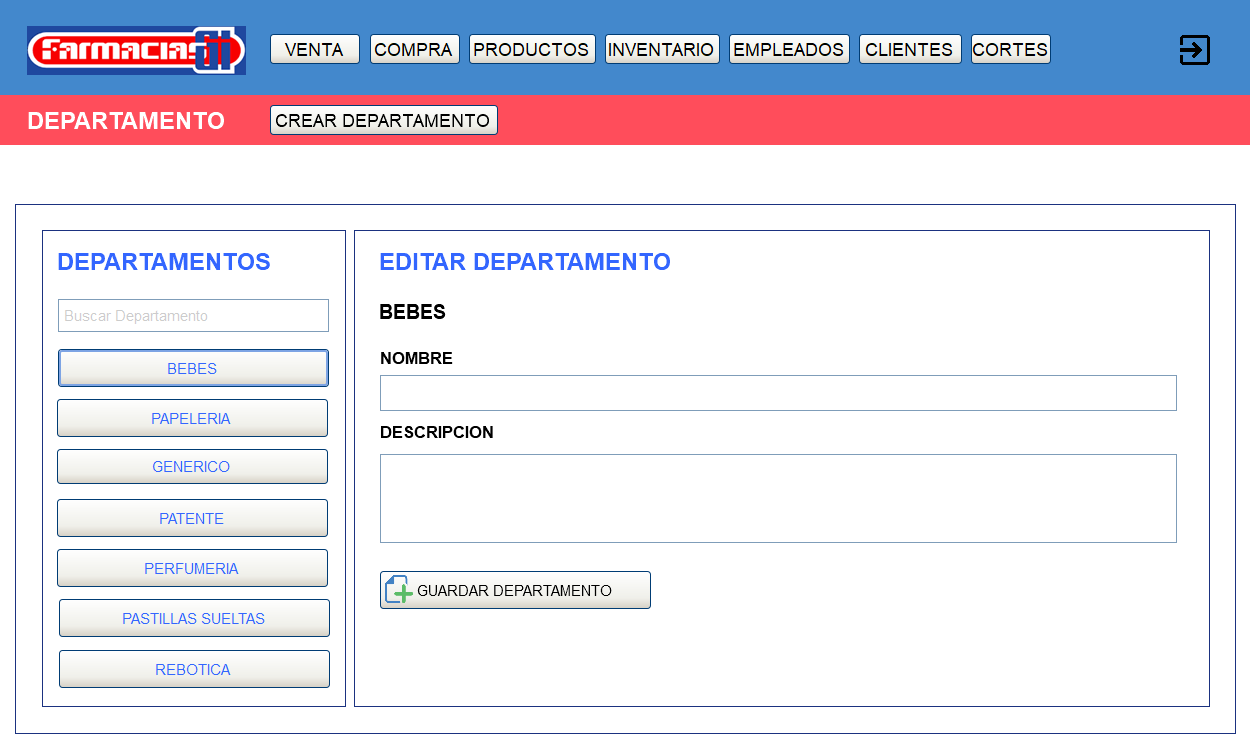 Farmacias SI
VENTA COMPRA PRODUCTOS INVENTARIO EMPLEADOS CLIENTES CORTES
DEPARTAMENTO CREAR DEPARTAMENTO
DEPARTAMENTOS
Buscar Departamento
BEBES
PAPELERIA
GENERICO
PATENTE
PERFUMERIA
PASTILLAS SUELTAS
REBOTICA
EDITAR DEPARTAMENTO
BEBES
NOMBRE
DESCRIPCION
GUARDAR DEPARTAMENTO